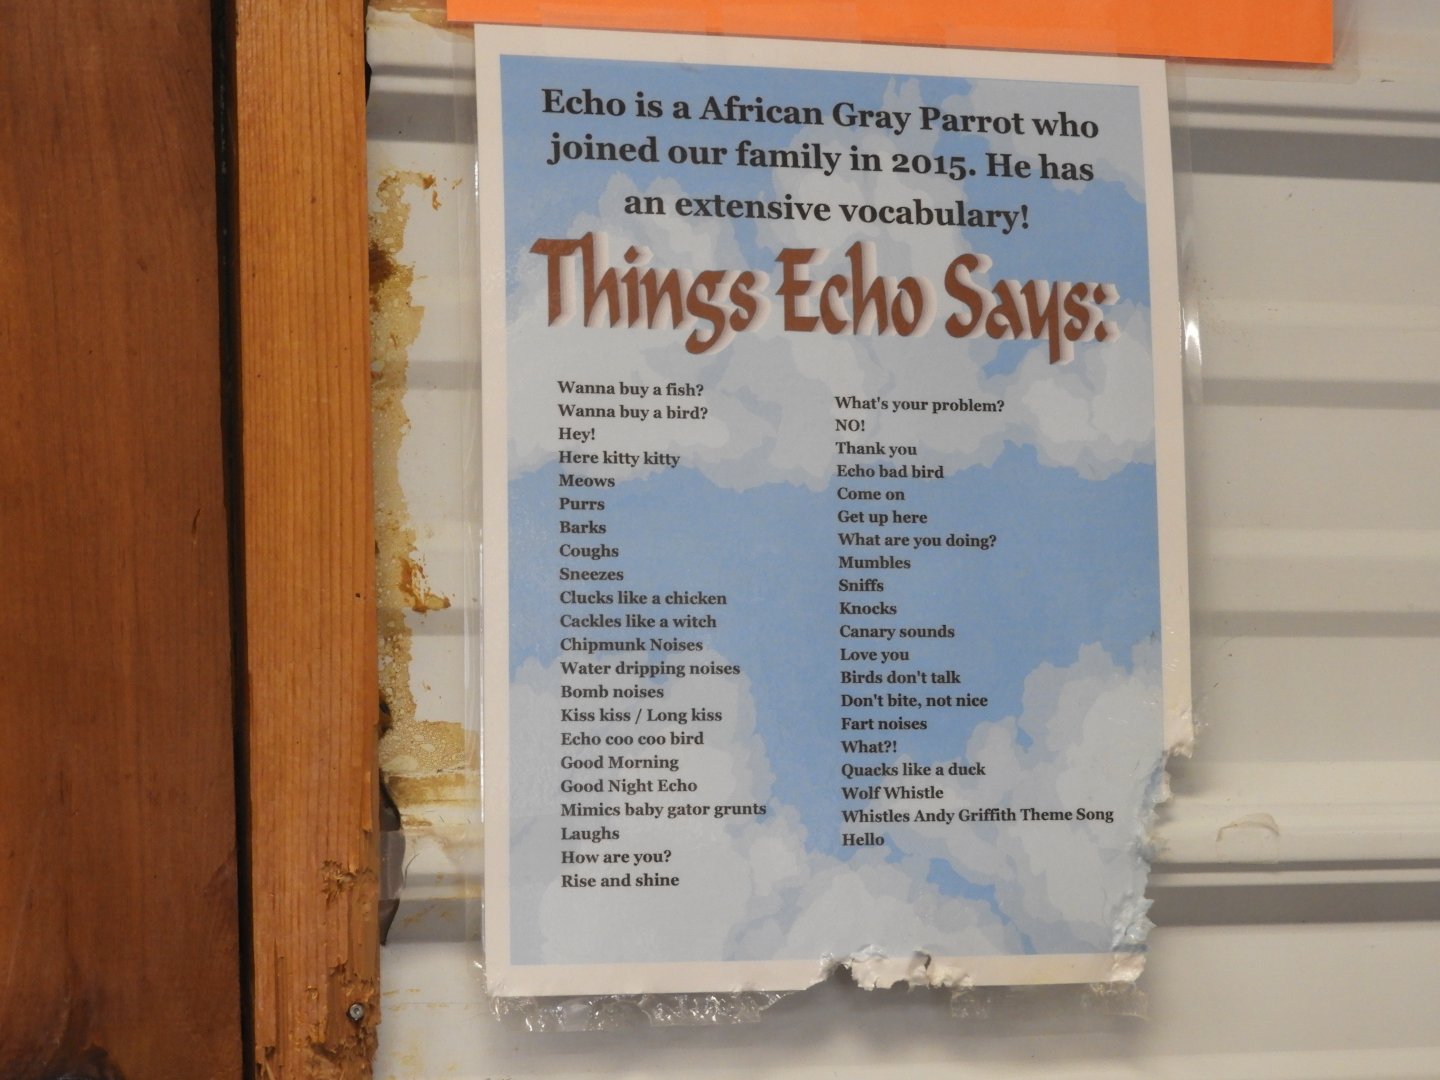 Echo is a African Gray Parrot who
joined our family in 2015. He has
an extensive vocabulary!
Things Echo Says:
Wanna buy a fish?
Wanna buy a bird?
Hey!
Here kitty kitty
Meows
Purrs
Barks
Coughs
Sneezes
Clucks like a chicken
Cackles like a witch
Chipmunk Noises
Water dripping noises
Bomb noises
Kiss kiss / Long kiss
Echo coo coo bird
Good Morning
Good Night Echo
Mimics baby gator grunts
Laughs
How are you?
Rise and shine
What's your problem?
NO!
Thank you
Echo bad bird
Come on
Get up here
What are you doing?
Mumbles
Sniffs
Knocks
Canary sounds
Love you
Birds don't talk
Don't bite, not nice
Fart noises
What?!
Quacks like a duck
Wolf Whistle
Whistles Andy Griffith Theme Song
Hello